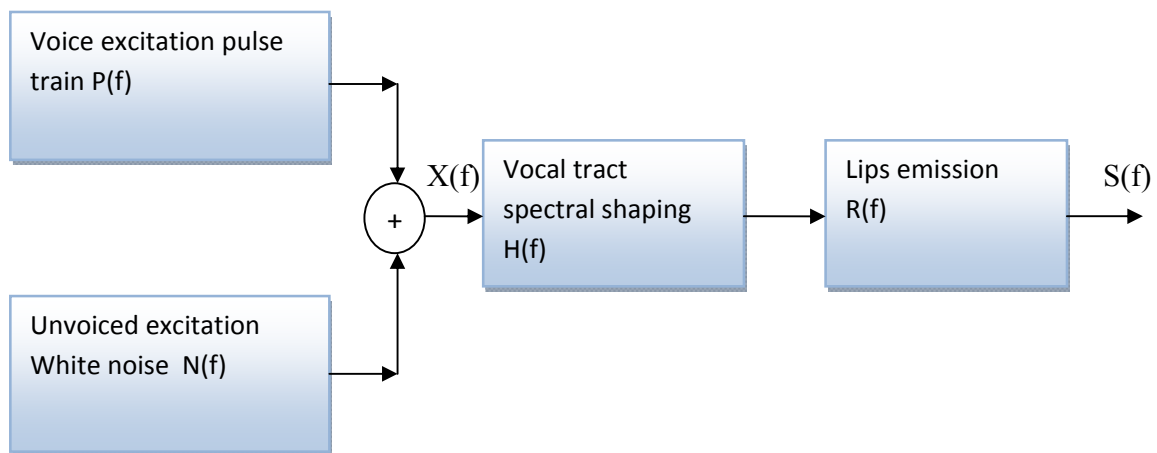 Voice excitation pulse
train P(f)
+
X(f)
Vocal tract
spectral shaping
H(f)
Lips emission
R(f)
S(f)
Unvoiced excitation
White noise N(f)